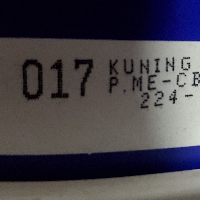 017
KUNING
P.ME-CB
224-